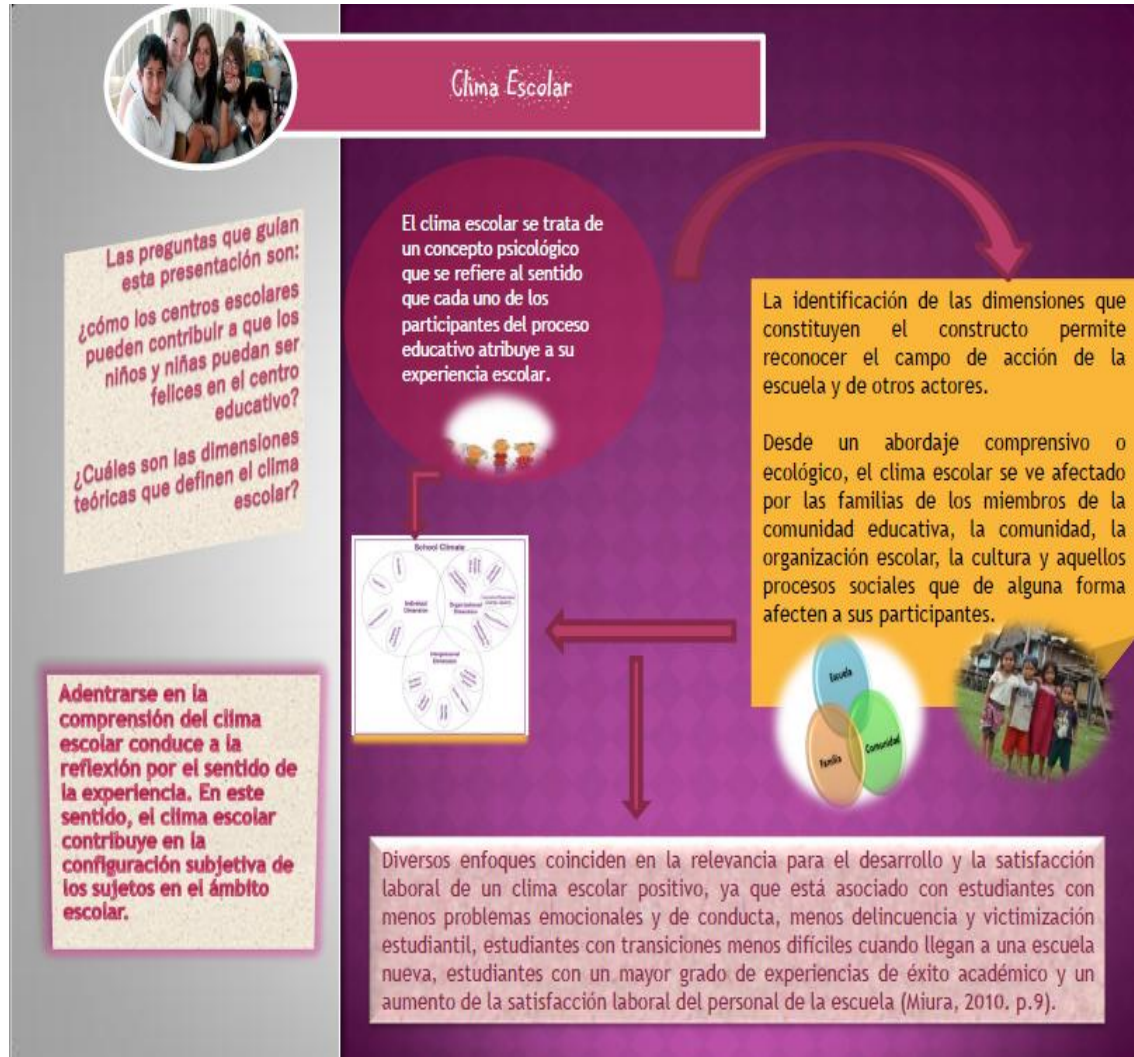 Clima Escolar
Las preguntas que guían
esta presentación son:
¿cómo los centros escolares
pueden contribuir a que los
niños y niñas puedan ser
felices en el centro
educativo?
¿Cuáles son las dimensiones
teóricas que definen el clima
escolar?
Adentrarse en la
comprensión del clima
escolar conduce a la
reflexión por el sentido de
la experiencia. En este
sentido, el clima escolar
contribuye en la
configuración subjetiva de
los sujetos en el ámbito
escolar.
El clima escolar se trata de
un concepto psicológico
que se refiere al sentido
que cada uno de los
participantes del proceso
educativo atribuye a su
experiencia escolar.
School Climate
Individual
Dimension
Organizational
Dimension
Interpersonal
Dimension
La identificación de las dimensiones que
constituyen el constructo permite
reconocer el campo de acción de la
escuela y de otros actores.
Desde un abordaje comprensivo o
ecológico, el clima escolar se ve afectado
por las familias de los miembros de la
comunidad educativa, la comunidad, la
organización escolar, la cultura y aquellos
procesos sociales que de alguna forma
afecten a sus participantes.
Escuela
Familia
Comunidad
Diversos enfoques coinciden en la relevancia para el desarrollo y la satisfacción
laboral de un clima escolar positivo, ya que está asociado con estudiantes con
menos problemas emocionales y de conducta, menos delincuencia y victimización
estudiantil, estudiantes con transiciones menos difíciles cuando llegan a una escuela
nueva, estudiantes con un mayor grado de experiencias de éxito académico y un
aumento de la satisfacción laboral del personal de la escuela (Miura, 2010. p.9).